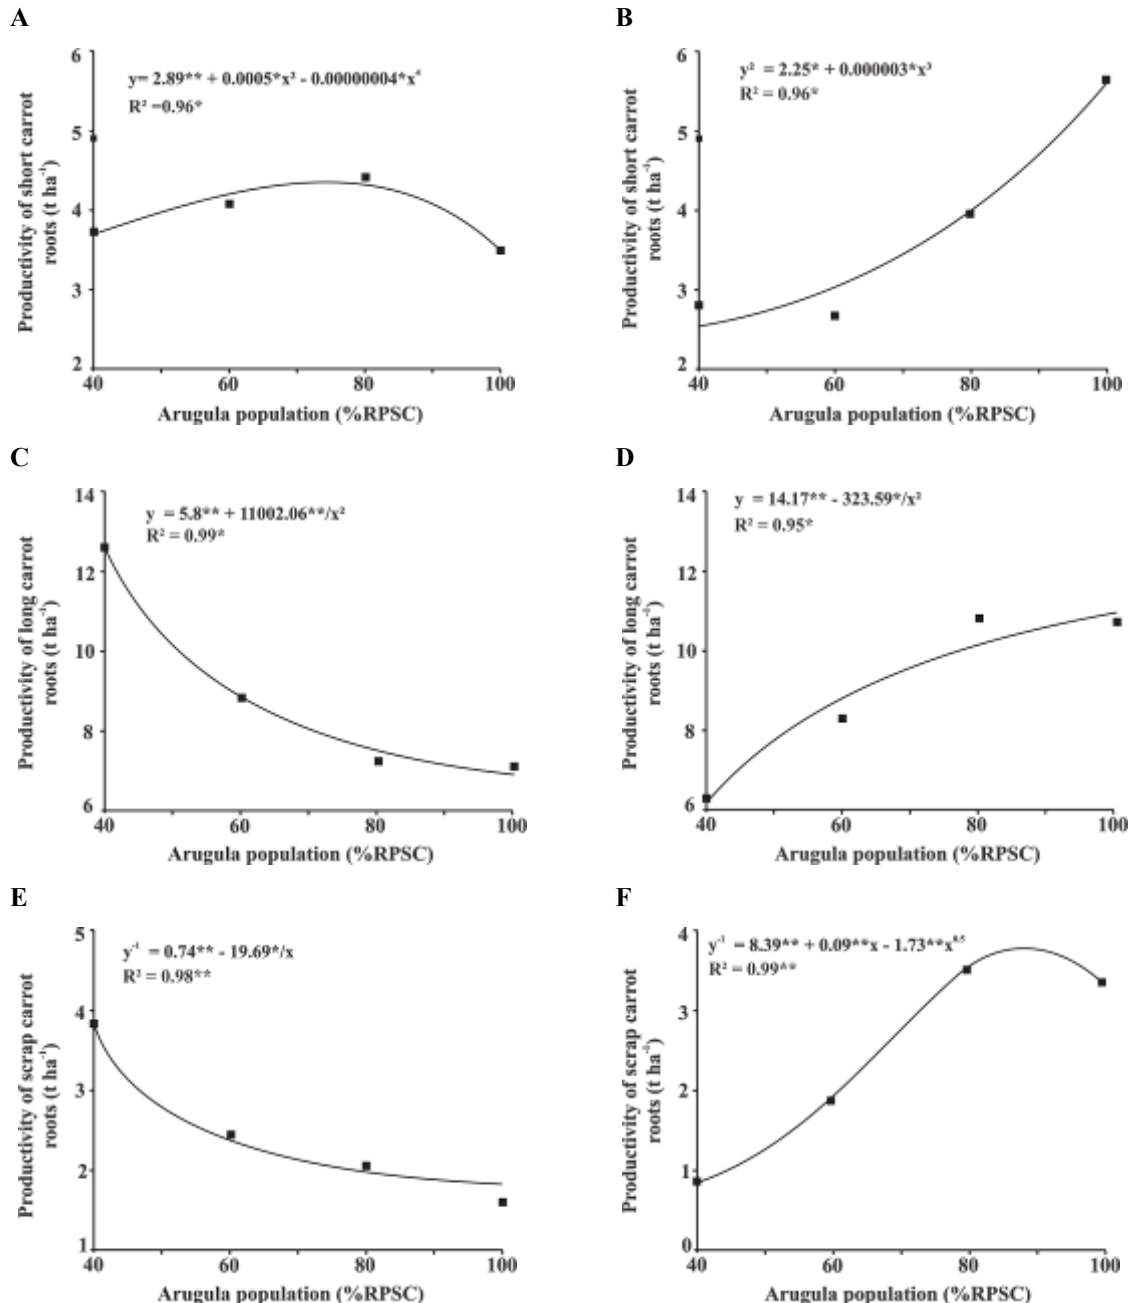 A
y= 2.89** + 0.0005*x² - 0.00000004*x⁴
R² =0.96*
Productivity of short carrot
roots (t ha⁻¹)
6
5
4
3
2
40
60
80
100
Arugula population (%RPSC)
B
y² = 2.25* + 0.000003*x³
R² = 0.96*
Productivity of short carrot
roots (t ha⁻¹)
6
5
4
3
2
40
60
80
100
Arugula population (%RPSC)
C
y = 5.8** + 11002.06**/x²
R² = 0.99*
Productivity of long carrot
roots (t ha⁻¹)
14
12
10
8
6
40
60
80
100
Arugula population (%RPSC)
D
y = 14.17** - 323.59*/x²
R² = 0.95*
Productivity of long carrot
roots (t ha⁻¹)
14
12
10
8
6
40
60
80
100
Arugula population (%RPSC)
E
y⁻¹ = 0.74** - 19.69*/x
R² = 0.98**
Productivity of scrap carrot
roots (t ha⁻¹)
5
4
3
2
1
40
60
80
100
Arugula population (%RPSC)
F
y⁻¹ = 8.39** + 0.09**x - 1.73**x⁰·⁵
R² = 0.99**
Productivity of scrap carrot
roots (t ha⁻¹)
4
3
2
1
0
40
60
80
100
Arugula population (%RPSC)